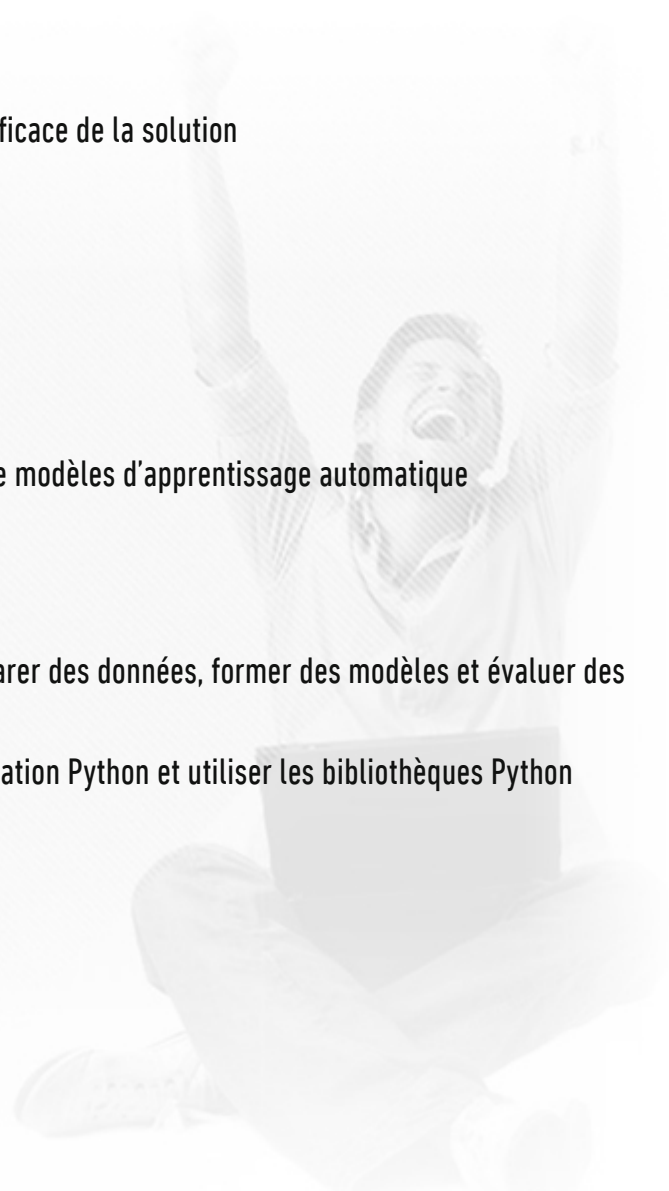 ficace de la solution
e modèles d'apprentissage automatique
arer des données, former des modèles et évaluer des
ation Python et utiliser les bibliothèques Python